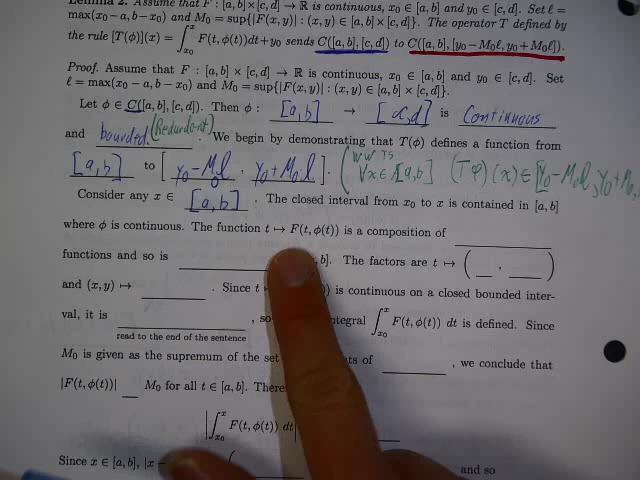 Lemma 2. Assume that F : [a, b]×[c, d] → ℝ is continuous, x₀ ∈ [a, b] and y₀ ∈ [c, d]. Set ℓ =
max(x₀−a, b−x₀) and M₀ = sup{|F(x, y)| : (x, y) ∈ [a, b]×[c, d]}. The operator T defined by
the rule [T(ϕ)](x) = ∫_{x₀}^{x} F(t, ϕ(t))dt+y₀ sends C([a, b], [c, d]) to C([a, b], [y₀−M₀ℓ, y₀+M₀ℓ]).
Proof. Assume that F : [a, b] × [c, d] → ℝ is continuous, x₀ ∈ [a, b] and y₀ ∈ [c, d]. Set
ℓ = max(x₀ − a, b − x₀) and M₀ = sup{|F(x, y)| : (x, y) ∈ [a, b] × [c, d]}.
Let ϕ ∈ C([a, b], [c, d]). Then ϕ : [a,b] → [c,d] is Continuous
and bounded. (Redundant) We begin by demonstrating that T(ϕ) defines a function from
[a,b] to [y₀−M₀l, y₀+M₀l]. (WWTS ∀x∈[a,b] (Tϕ)(x)∈[y₀−M₀l, y₀+M₀
Consider any x ∈ [a,b]. The closed interval from x₀ to x is contained in [a, b]
where ϕ is continuous. The function t ↦ F(t, ϕ(t)) is a composition of
functions and so is b]. The factors are t ↦ ( , )
and (x, y) ↦ . Since t )) is continuous on a closed bounded inter-
val, it is , so integral ∫_{x₀}^{x} F(t, ϕ(t)) dt is defined. Since
read to the end of the sentence
M₀ is given as the supremum of the set of , we conclude that
|F(t, ϕ(t))| M₀ for all t ∈ [a, b].
|∫_{x₀}^{x} F(t, ϕ(t)) dt|
Since x ∈ [a, b], |x − ( and so